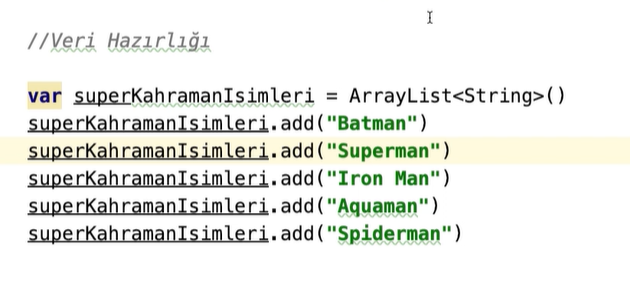 //Veri Hazırlığı
var superKahramanIsimleri = ArrayList<String>()
superKahramanIsimleri.add("Batman")
superKahramanIsimleri.add("Superman")
superKahramanIsimleri.add("Iron Man")
superKahramanIsimleri.add("Aquaman")
superKahramanIsimleri.add("Spiderman")